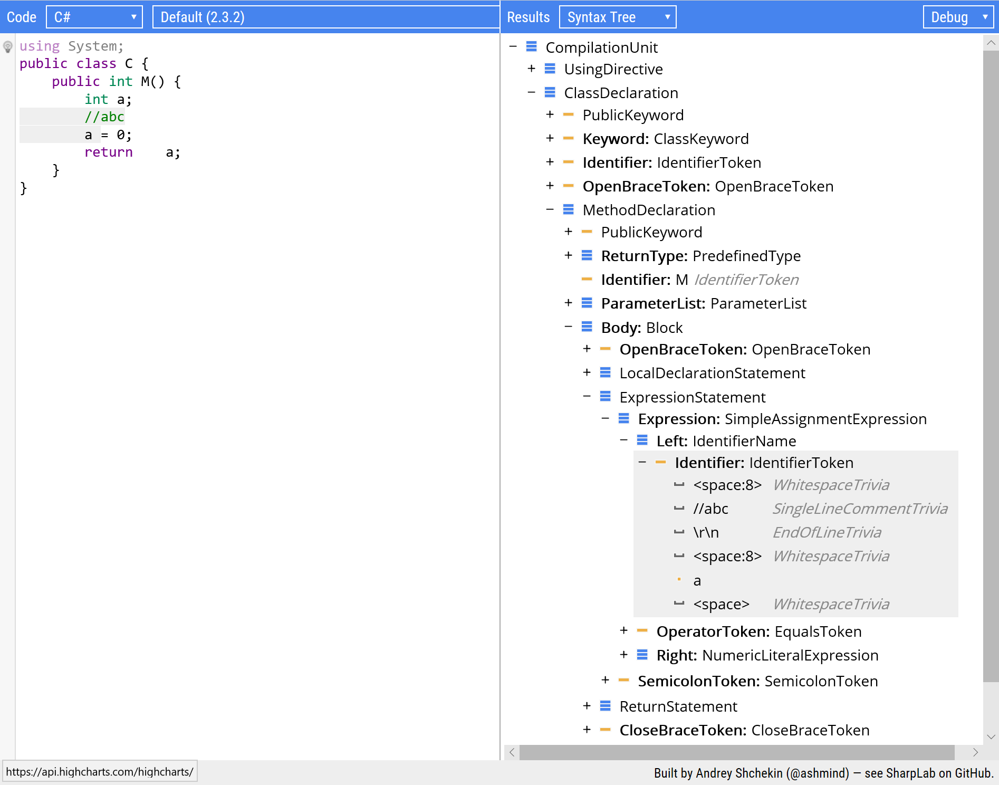 Code C# ▼ Default (2.3.2)
using System;
public class C {
    public int M() {
        int a;
        //abc
        a = 0;
        return    a;
    }
}
Results Syntax Tree ▼ Debug ▼
− CompilationUnit
+ UsingDirective
− ClassDeclaration
+ PublicKeyword
+ Keyword: ClassKeyword
+ Identifier: IdentifierToken
+ OpenBraceToken: OpenBraceToken
− MethodDeclaration
+ PublicKeyword
+ ReturnType: PredefinedType
Identifier: M IdentifierToken
+ ParameterList: ParameterList
− Body: Block
+ OpenBraceToken: OpenBraceToken
+ LocalDeclarationStatement
− ExpressionStatement
− Expression: SimpleAssignmentExpression
− Left: IdentifierName
− Identifier: IdentifierToken
<space:8> WhitespaceTrivia
//abc SingleLineCommentTrivia
\r\n EndOfLineTrivia
<space:8> WhitespaceTrivia
a
<space> WhitespaceTrivia
+ OperatorToken: EqualsToken
+ Right: NumericLiteralExpression
+ SemicolonToken: SemicolonToken
+ ReturnStatement
+ CloseBraceToken: CloseBraceToken
https://api.highcharts.com/highcharts/
Built by Andrey Shchekin (@ashmind) — see SharpLab on GitHub.